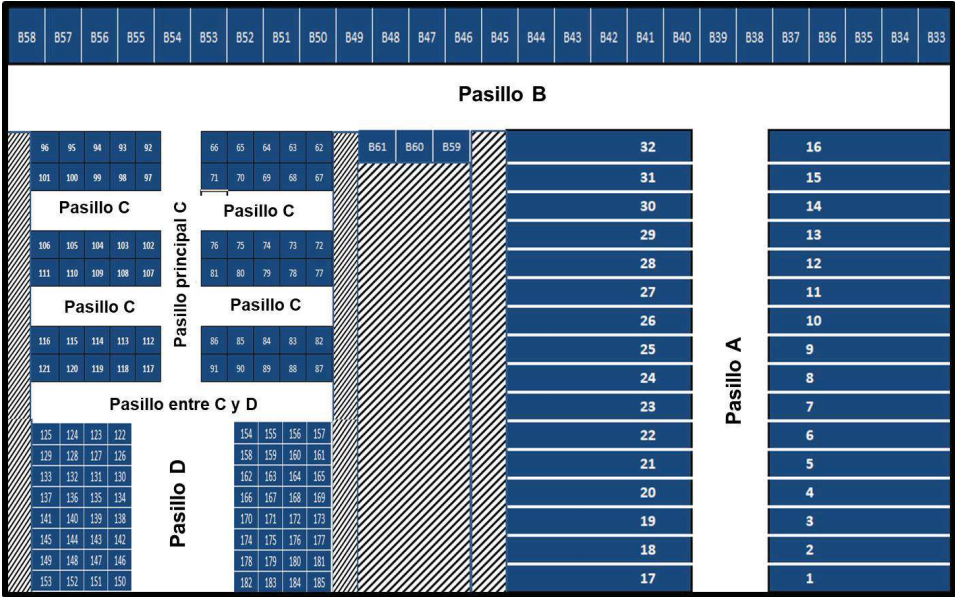 B58 B57 B56 B55 B54 B53 B52 B51 B50 B49 B48 B47 B46 B45 B44 B43 B42 B41 B40 B39 B38 B37 B36 B35 B34 B33
Pasillo B
96 95 94 93 92 66 65 64 63 62 B61 B60 B59 32 16
101 100 99 98 97 71 70 69 68 67 31 15
Pasillo C Pasillo C 30 14
Pasillo principal C
106 105 104 103 102 76 75 74 73 72 29 13
111 110 109 108 107 81 80 79 78 77 28 12
Pasillo C Pasillo C 27 11
116 115 114 113 112 86 85 84 83 82 26 10
121 120 119 118 117 91 90 89 88 87 25 9
Pasillo A
24 8
Pasillo entre C y D 23 7
125 124 123 122 154 155 156 157 22 6
129 128 127 126 158 159 160 161 21 5
133 132 131 130 162 163 164 165
Pasillo D
137 136 135 134 166 167 168 169 20 4
141 140 139 138 170 171 172 173 19 3
145 144 143 142 174 175 176 177 18 2
149 148 147 146 178 179 180 181
153 152 151 150 182 183 184 185 17 1